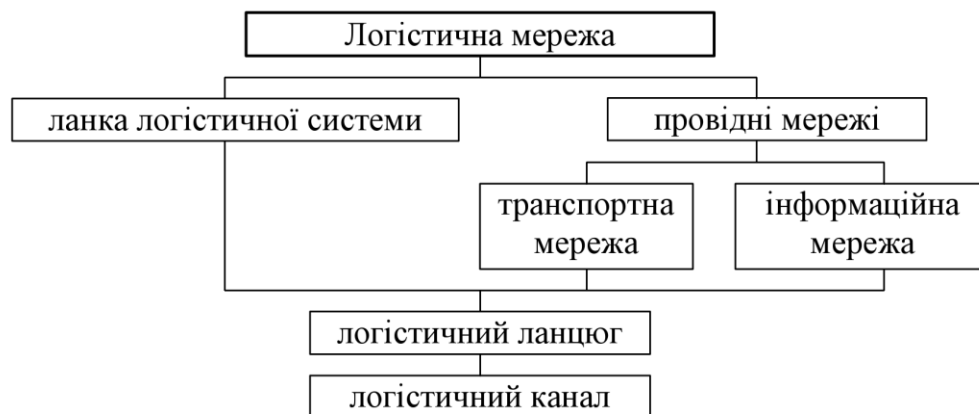 Логістична мережа
ланка логістичної системи
провідні мережі
транспортна
мережа
інформаційна
мережа
логістичний ланцюг
логістичний канал